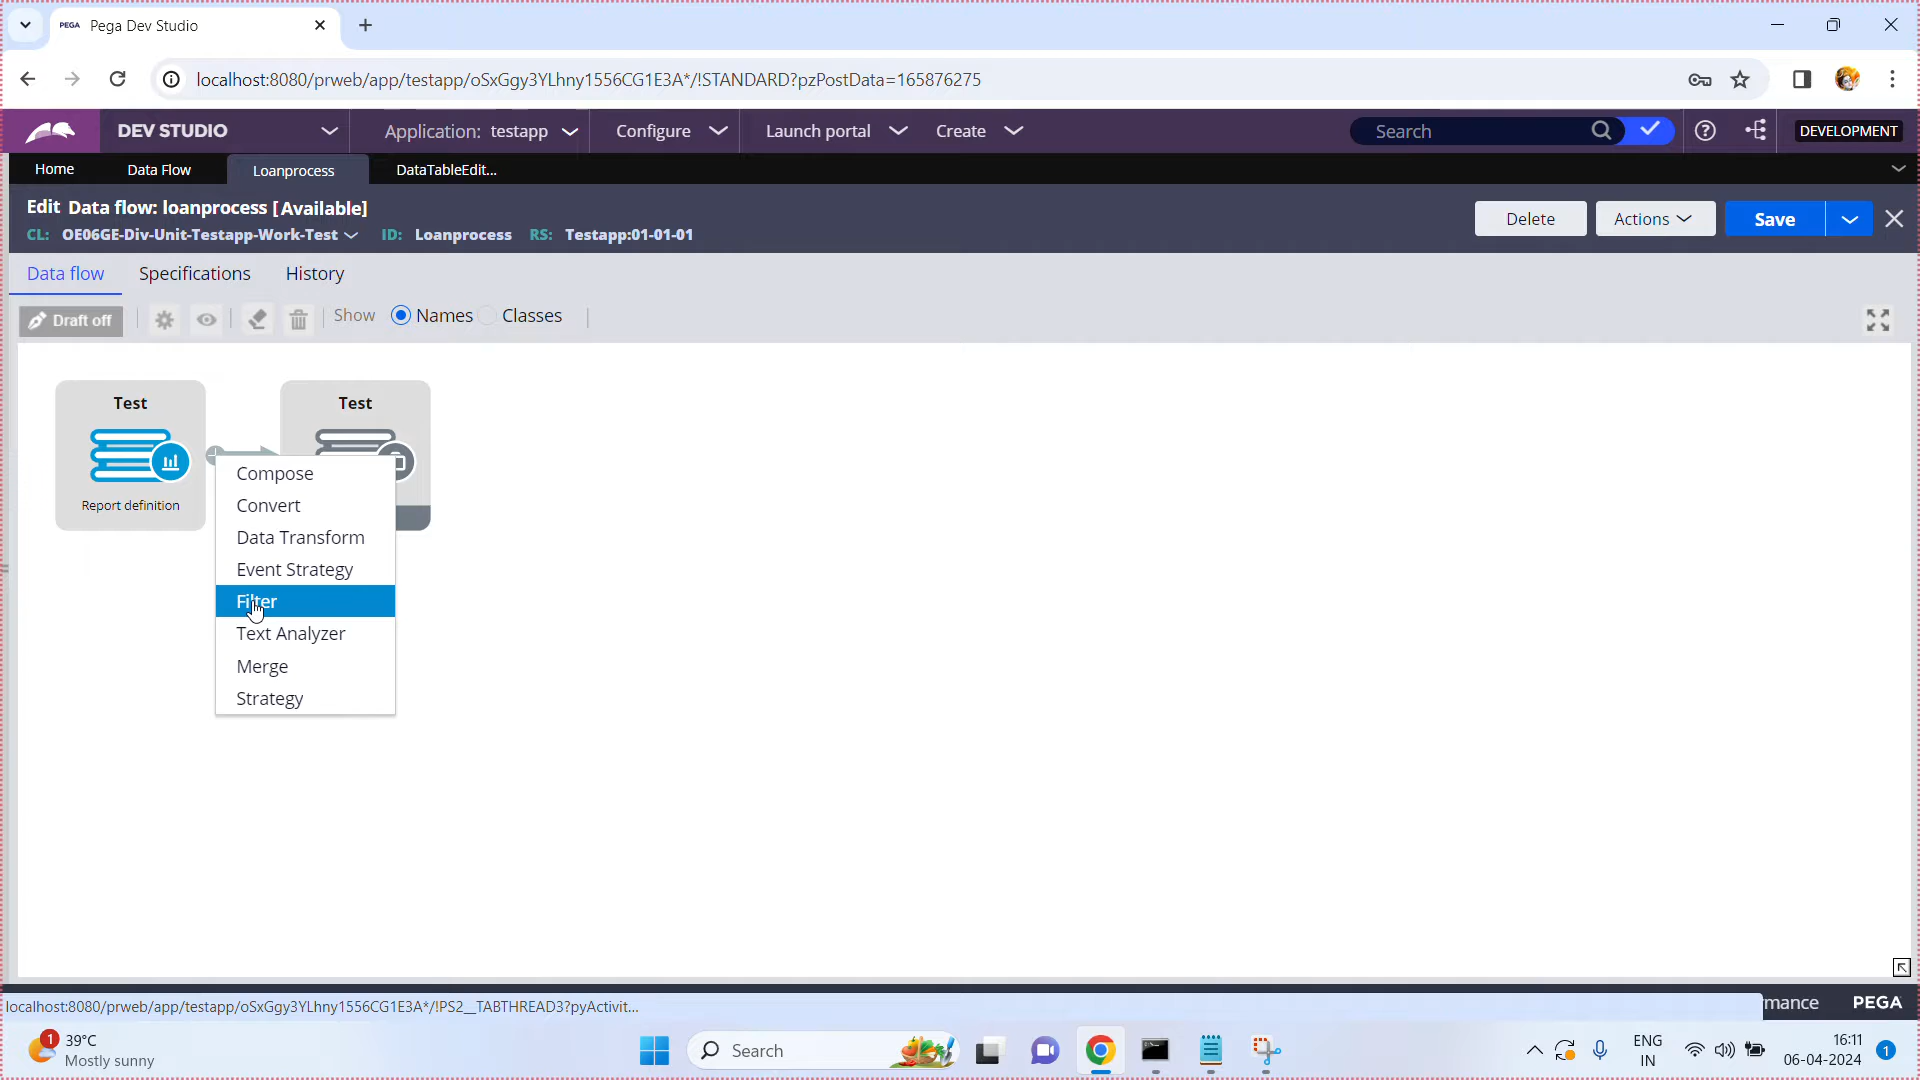 PEGA Pega Dev Studio
localhost:8080/prweb/app/testapp/oSxGgy3YLhny1556CG1E3A*/!STANDARD?pzPostData=165876275
DEV STUDIO Application: testapp Configure Launch portal Create Search DEVELOPMENT
Home Data Flow Loanprocess DataTableEdit...
Edit Data flow: loanprocess [Available]
CL: OE06GE-Div-Unit-Testapp-Work-Test ID: Loanprocess RS: Testapp:01-01-01
Delete Actions Save
Data flow Specifications History
Draft off Show Names Classes
Test Test
Report definition
Compose
Convert
Data Transform
Event Strategy
Filter
Text Analyzer
Merge
Strategy
localhost:8080/prweb/app/testapp/oSxGgy3YLhny1556CG1E3A*/!PS2__TABTHREAD3?pyActivit...
mance PEGA
1 39°C
Mostly sunny
Search
ENG
IN
16:11
06-04-2024
1